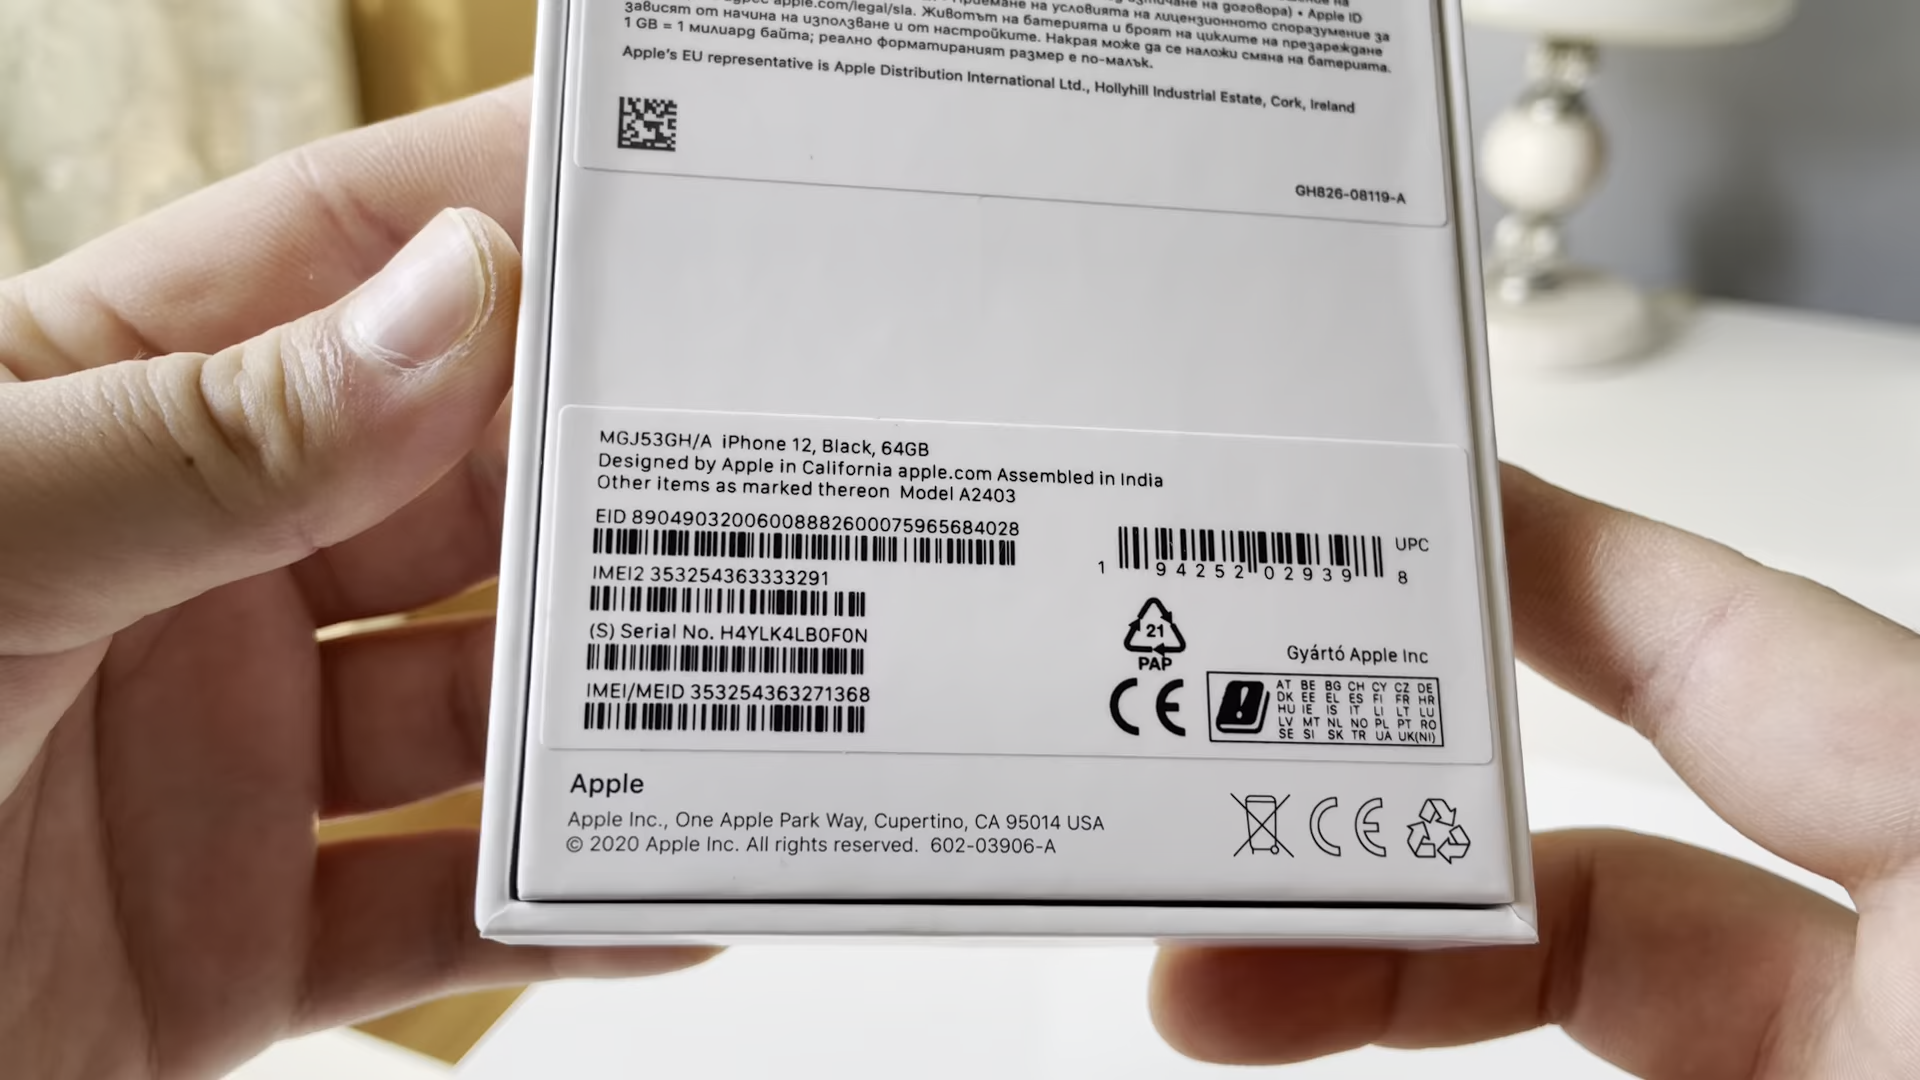 apple.com/legal/sla. Животът на батерията и броят на циклите на презареждане
зависят от начина на използване и от настройките. Накрая може да се наложи смяна на батерията.
1 GB = 1 милиард байта; реално форматираният размер е по-малък.
Apple's EU representative is Apple Distribution International Ltd., Hollyhill Industrial Estate, Cork, Ireland
GH826-08119-A
MGJ53GH/A iPhone 12, Black, 64GB
Designed by Apple in California apple.com Assembled in India
Other items as marked thereon Model A2403
EID 89049032006008882600075965684028
IMEI2 353254363333291
(S) Serial No. H4YLK4LB0F0N
IMEI/MEID 353254363271368
UPC
1 94252 02939 8
21
PAP
Gyártó Apple Inc
CE
AT BE BG CH CY CZ DE
DK EE EL ES FI FR HR
HU IE IS IT LI LT LU
LV MT NL NO PL PT RO
SE SI SK TR UA UK(NI)
Apple
Apple Inc., One Apple Park Way, Cupertino, CA 95014 USA
© 2020 Apple Inc. All rights reserved. 602-03906-A
CE